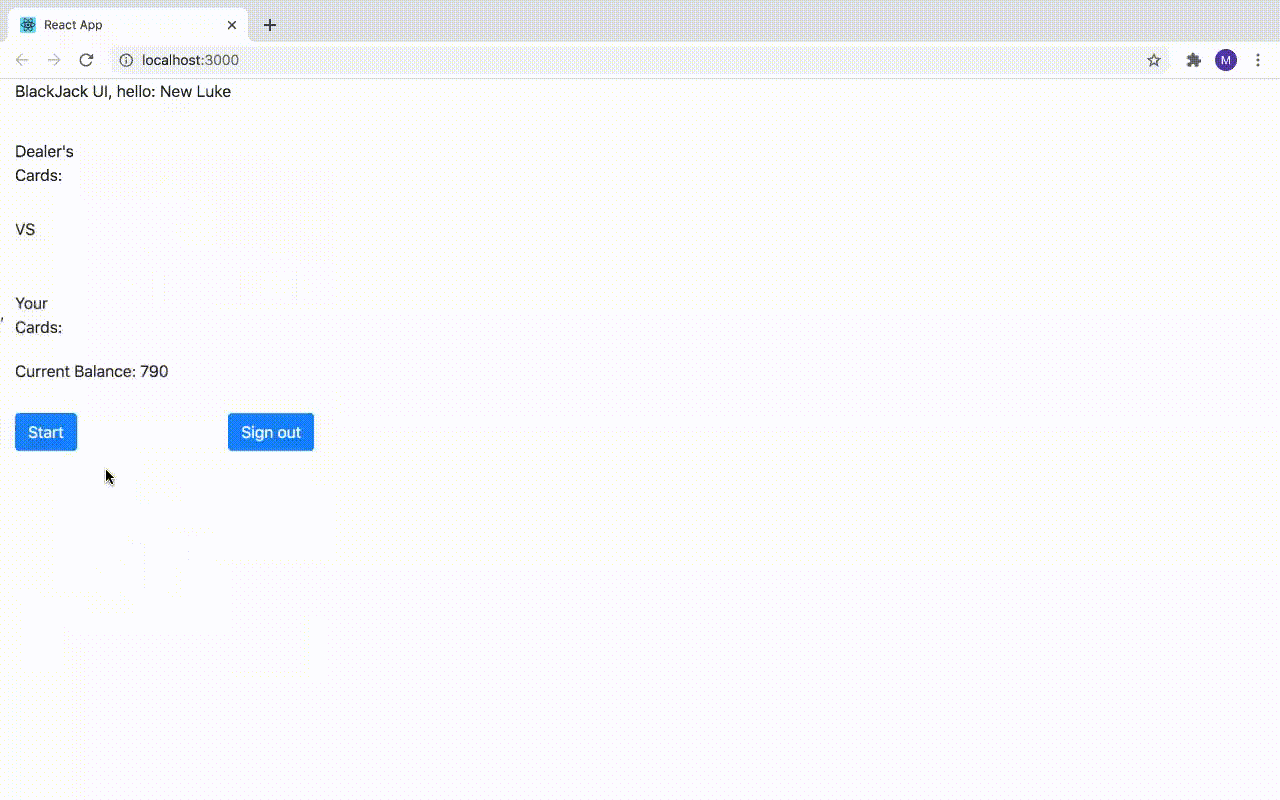 React App
localhost:3000
M
BlackJack UI, hello: New Luke
Dealer's
Cards:
VS
Your
,
Cards:
Current Balance: 790
Start
Sign out